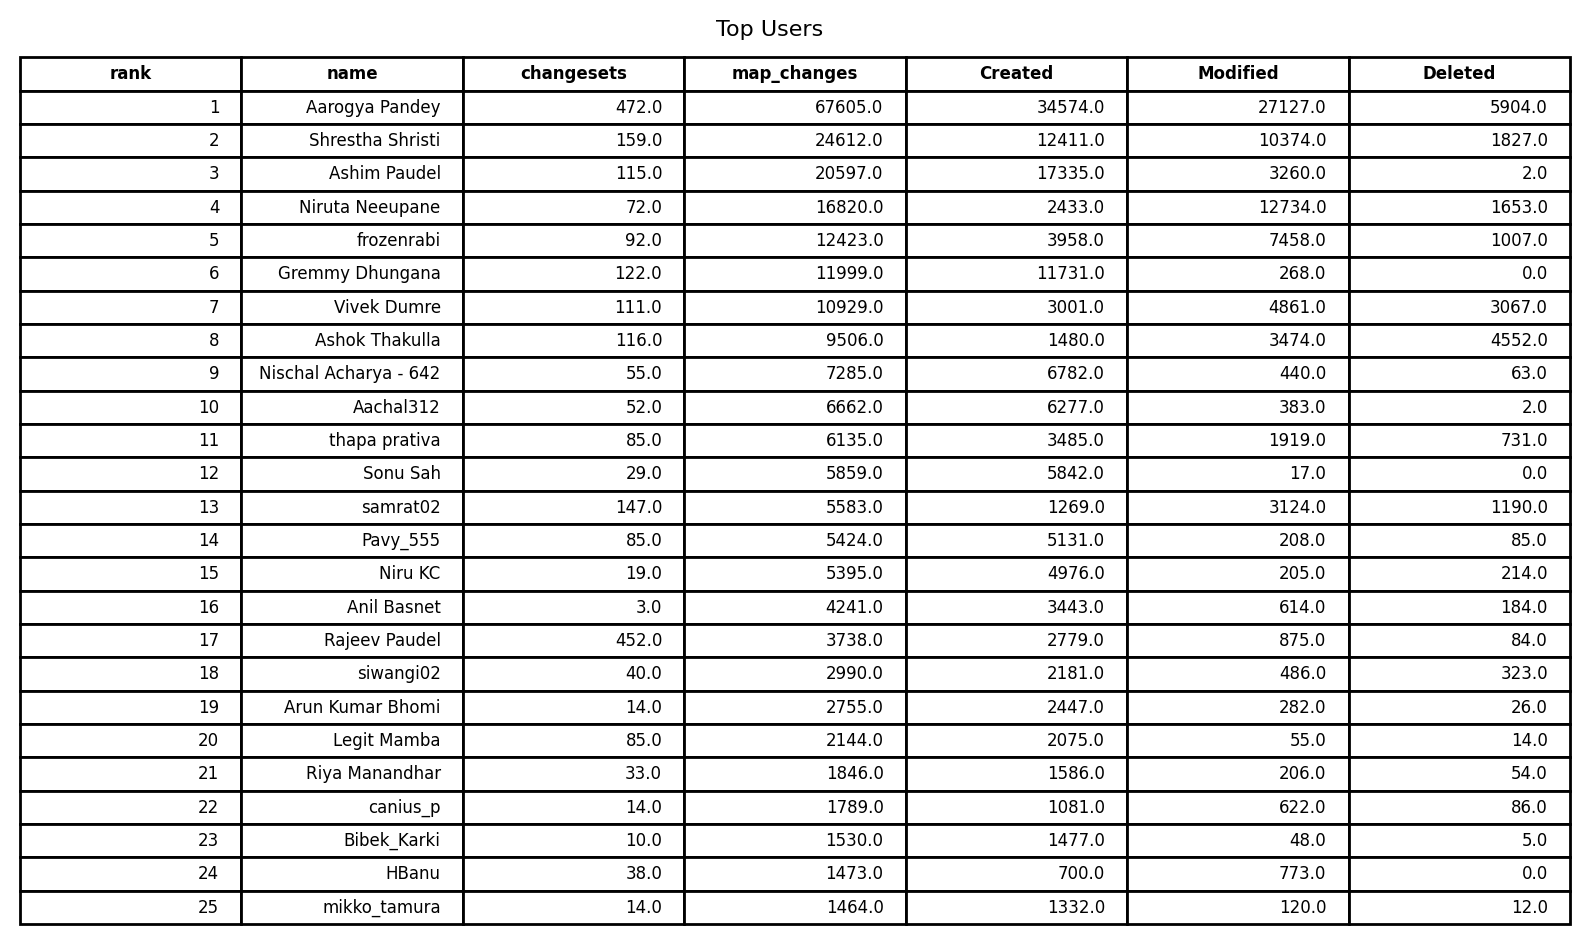 Top Users
rank name changesets map_changes Created Modified Deleted
1 Aarogya Pandey 472.0 67605.0 34574.0 27127.0 5904.0
2 Shrestha Shristi 159.0 24612.0 12411.0 10374.0 1827.0
3 Ashim Paudel 115.0 20597.0 17335.0 3260.0 2.0
4 Niruta Neeupane 72.0 16820.0 2433.0 12734.0 1653.0
5 frozenrabi 92.0 12423.0 3958.0 7458.0 1007.0
6 Gremmy Dhungana 122.0 11999.0 11731.0 268.0 0.0
7 Vivek Dumre 111.0 10929.0 3001.0 4861.0 3067.0
8 Ashok Thakulla 116.0 9506.0 1480.0 3474.0 4552.0
9 Nischal Acharya - 642 55.0 7285.0 6782.0 440.0 63.0
10 Aachal312 52.0 6662.0 6277.0 383.0 2.0
11 thapa prativa 85.0 6135.0 3485.0 1919.0 731.0
12 Sonu Sah 29.0 5859.0 5842.0 17.0 0.0
13 samrat02 147.0 5583.0 1269.0 3124.0 1190.0
14 Pavy_555 85.0 5424.0 5131.0 208.0 85.0
15 Niru KC 19.0 5395.0 4976.0 205.0 214.0
16 Anil Basnet 3.0 4241.0 3443.0 614.0 184.0
17 Rajeev Paudel 452.0 3738.0 2779.0 875.0 84.0
18 siwangi02 40.0 2990.0 2181.0 486.0 323.0
19 Arun Kumar Bhomi 14.0 2755.0 2447.0 282.0 26.0
20 Legit Mamba 85.0 2144.0 2075.0 55.0 14.0
21 Riya Manandhar 33.0 1846.0 1586.0 206.0 54.0
22 canius_p 14.0 1789.0 1081.0 622.0 86.0
23 Bibek_Karki 10.0 1530.0 1477.0 48.0 5.0
24 HBanu 38.0 1473.0 700.0 773.0 0.0
25 mikko_tamura 14.0 1464.0 1332.0 120.0 12.0